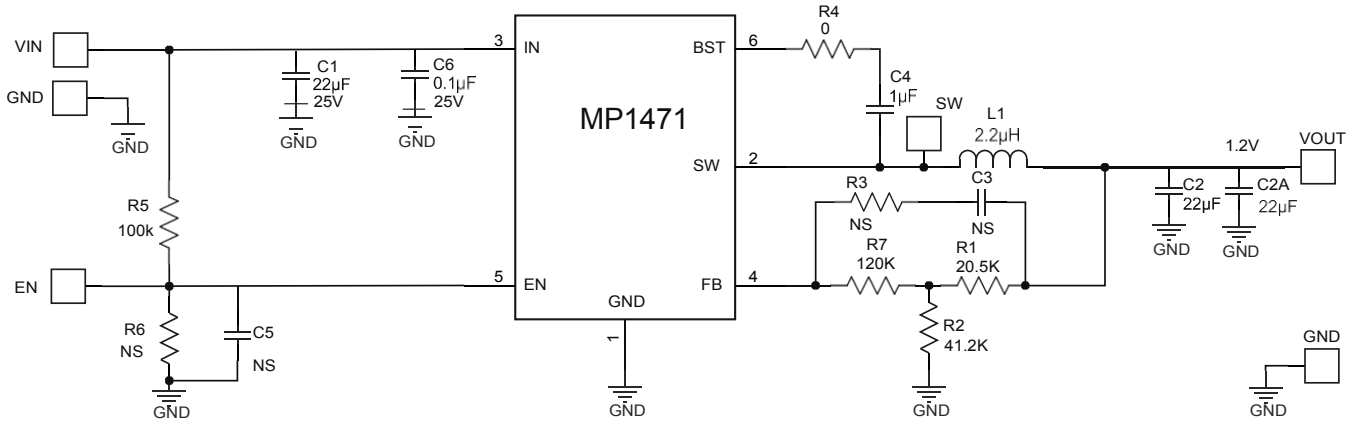 VIN
GND
GND
R5
100k
EN
R6
NS
C5
NS
GND
C1
22µF
25V
GND
C6
0.1µF
25V
GND
3
IN
5
EN
MP1471
GND
1
GND
BST
6
SW
2
FB
4
R4
0
C4
1µF
SW
L1
2.2µH
R3
NS
C3
NS
R7
120K
R1
20.5K
R2
41.2K
GND
1.2V
VOUT
C2
22µF
GND
C2A
22µF
GND
GND
GND